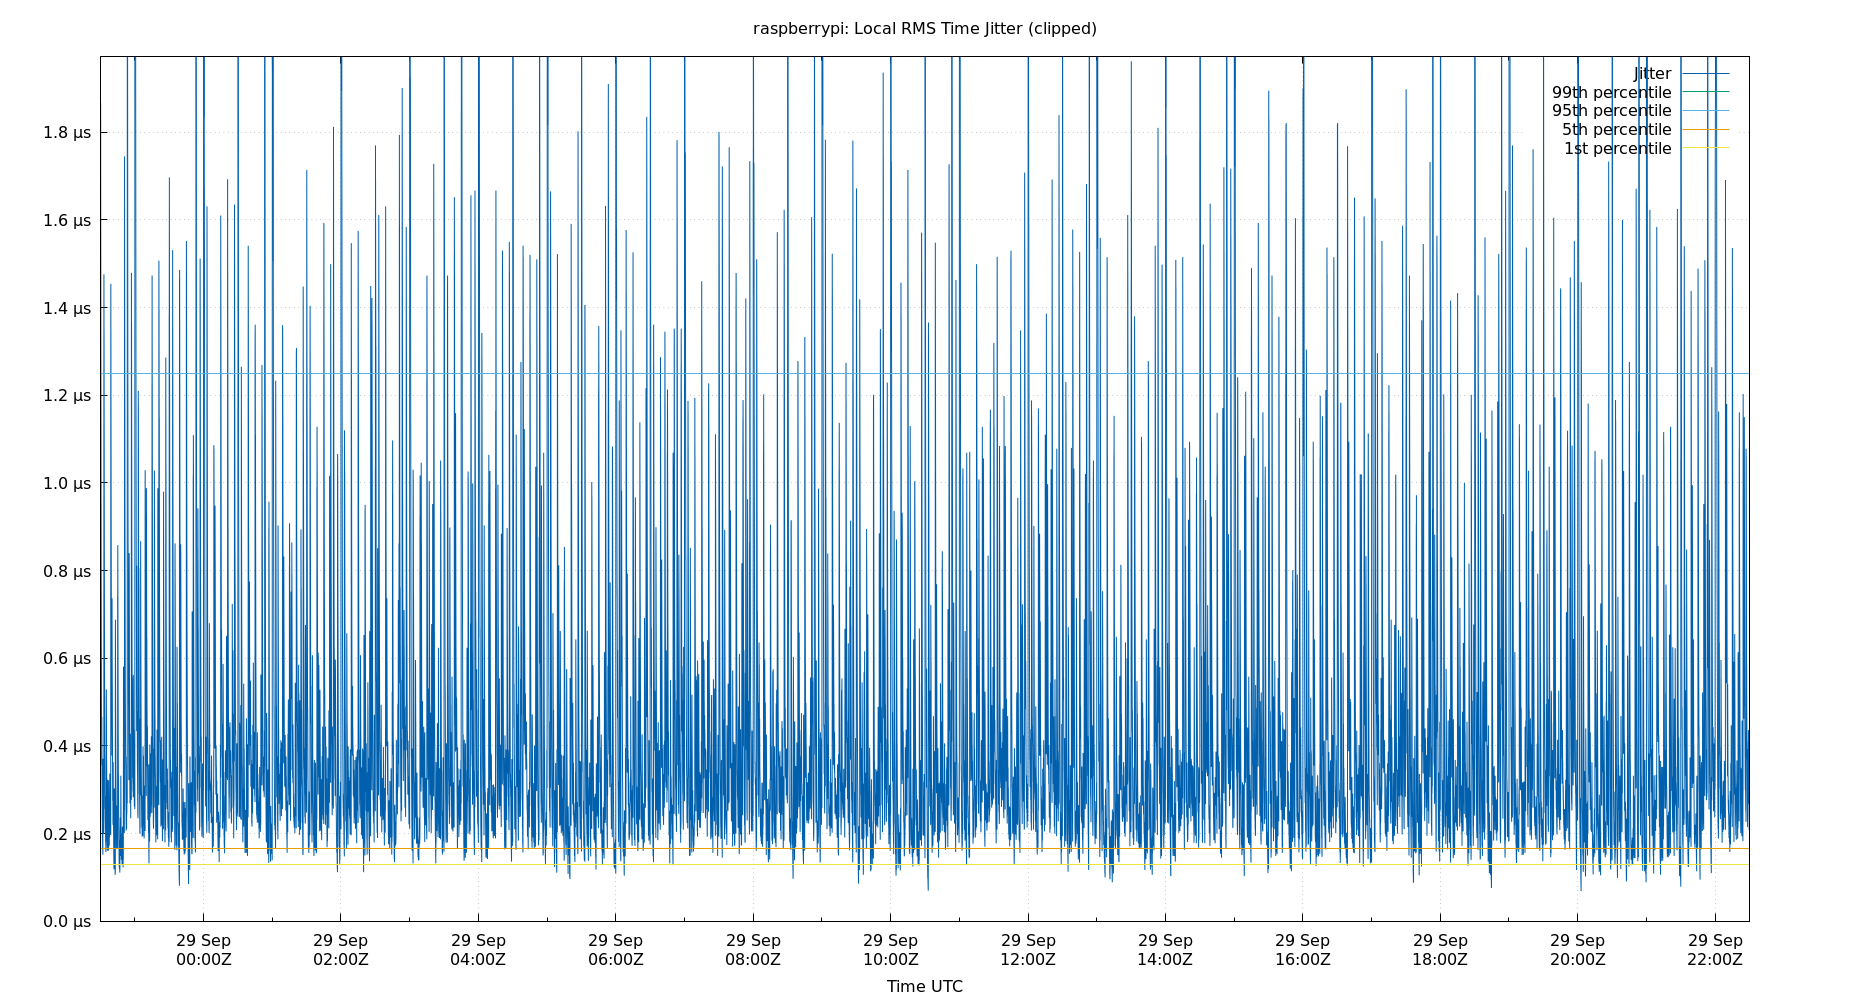 raspberrypi: Local RMS Time Jitter (clipped)
Jitter
99th percentile
95th percentile
5th percentile
1st percentile
1.8 µs
1.6 µs
1.4 µs
1.2 µs
1.0 µs
0.8 µs
0.6 µs
0.4 µs
0.2 µs
0.0 µs
29 Sep 29 Sep 29 Sep 29 Sep 29 Sep 29 Sep 29 Sep 29 Sep 29 Sep 29 Sep 29 Sep 29 Sep
00:00Z 02:00Z 04:00Z 06:00Z 08:00Z 10:00Z 12:00Z 14:00Z 16:00Z 18:00Z 20:00Z 22:00Z
Time UTC